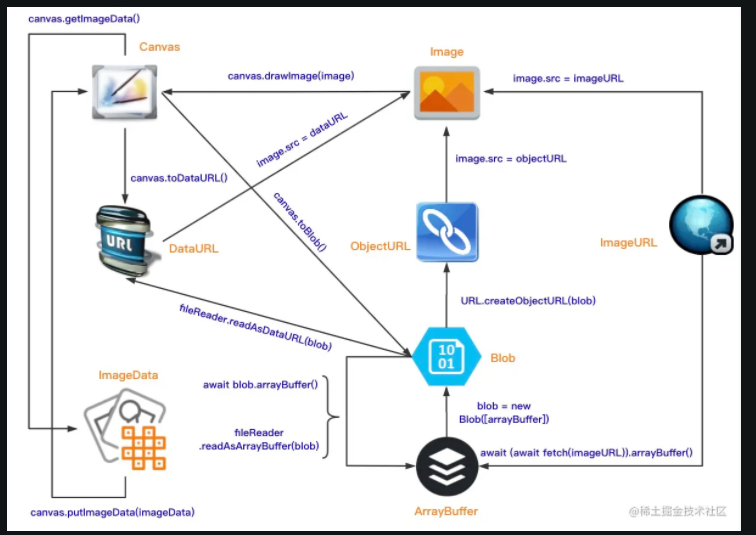 canvas.getImageData()
Canvas
Image
canvas.drawImage(image)
image.src = imageURL
image.src = dataURL
image.src = objectURL
canvas.toDataURL()
canvas.toBlob()
URL
DataURL
ObjectURL
ImageURL
URL.createObjectURL(blob)
fileReader.readAsDataURL(blob)
10
01
Blob
ImageData
await blob.arrayBuffer()
blob = new
Blob([arrayBuffer])
fileReader
.readAsArrayBuffer(blob)
await (await fetch(imageURL)).arrayBuffer()
canvas.putImageData(imageData)
ArrayBuffer
@稀土掘金技术社区